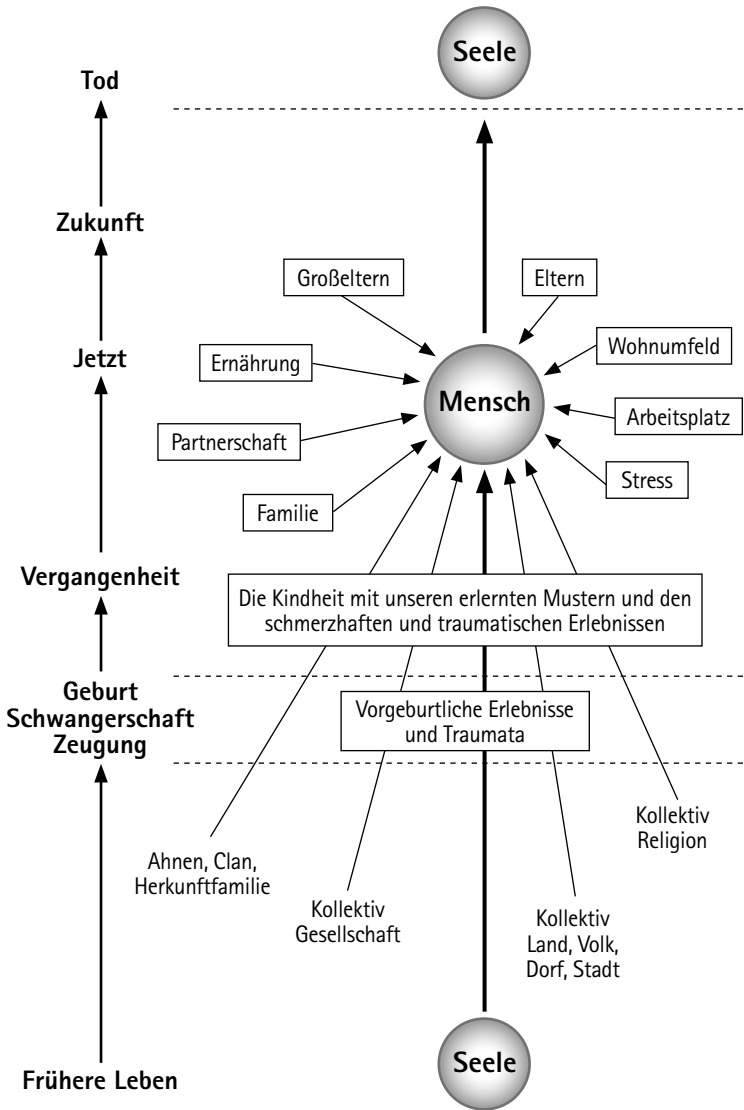 Seele
Tod
Zukunft
Großeltern
Eltern
Jetzt
Wohnumfeld
Ernährung
Mensch
Arbeitsplatz
Partnerschaft
Stress
Familie
Vergangenheit
Die Kindheit mit unseren erlernten Mustern und den
schmerzhaften und traumatischen Erlebnissen
Geburt
Schwangerschaft
Zeugung
Vorgeburtliche Erlebnisse
und Traumata
Kollektiv
Religion
Ahnen, Clan,
Herkunftfamilie
Kollektiv
Gesellschaft
Kollektiv
Land, Volk,
Dorf, Stadt
Seele
Frühere Leben